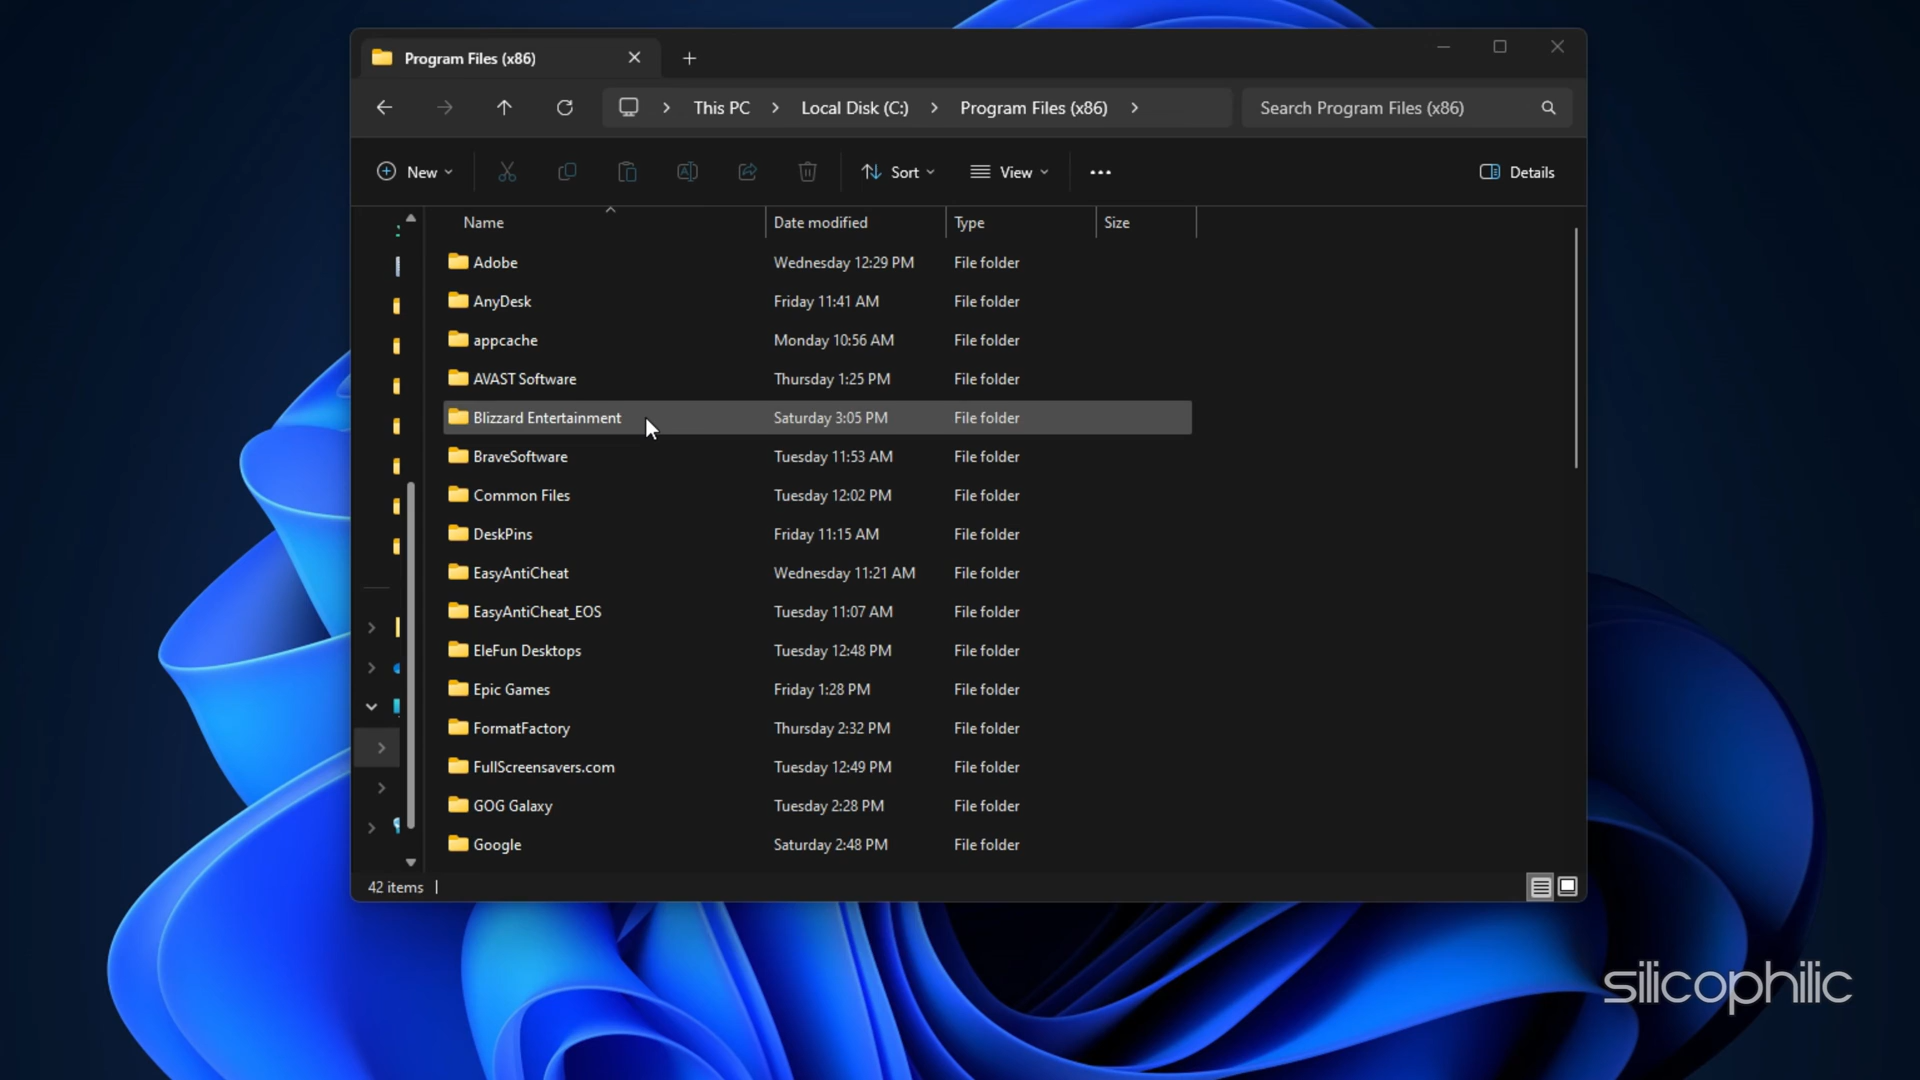 Program Files (x86)
This PC > Local Disk (C:) > Program Files (x86) >
Search Program Files (x86)
New
Sort
View
Details
Name Date modified Type Size
Adobe Wednesday 12:29 PM File folder
AnyDesk Friday 11:41 AM File folder
appcache Monday 10:56 AM File folder
AVAST Software Thursday 1:25 PM File folder
Blizzard Entertainment Saturday 3:05 PM File folder
BraveSoftware Tuesday 11:53 AM File folder
Common Files Tuesday 12:02 PM File folder
DeskPins Friday 11:15 AM File folder
EasyAntiCheat Wednesday 11:21 AM File folder
EasyAntiCheat_EOS Tuesday 11:07 AM File folder
EleFun Desktops Tuesday 12:48 PM File folder
Epic Games Friday 1:28 PM File folder
FormatFactory Thursday 2:32 PM File folder
FullScreensavers.com Tuesday 12:49 PM File folder
GOG Galaxy Tuesday 2:28 PM File folder
Google Saturday 2:48 PM File folder
42 items
silicophilic